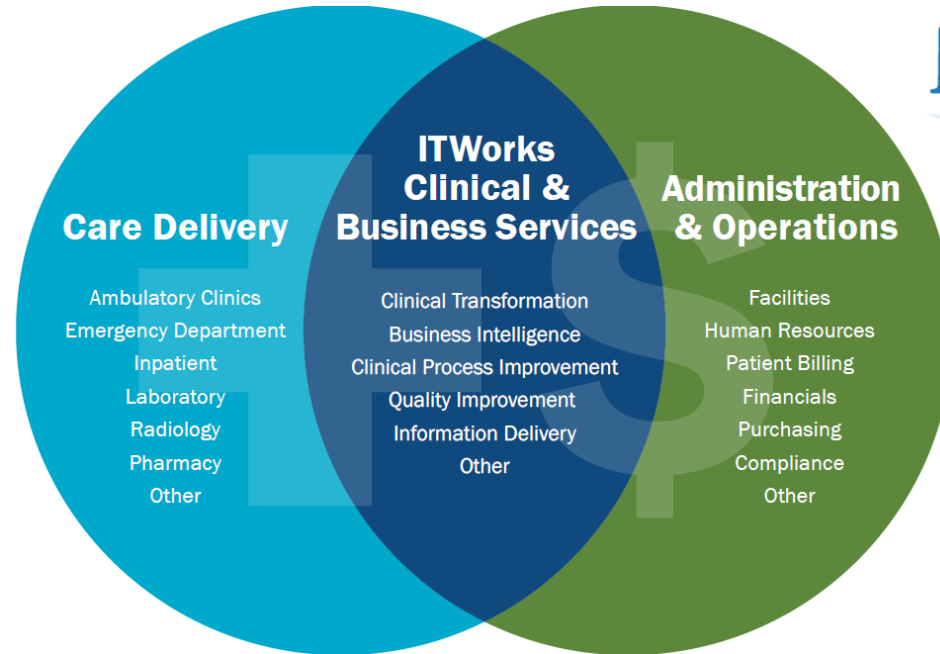 Care Delivery
Ambulatory Clinics
Emergency Department
Inpatient
Laboratory
Radiology
Pharmacy
Other
ITWorks
Clinical &
Business Services
Clinical Transformation
Business Intelligence
Clinical Process Improvement
Quality Improvement
Information Delivery
Other
Administration
& Operations
Facilities
Human Resources
Patient Billing
Financials
Purchasing
Compliance
Other
$